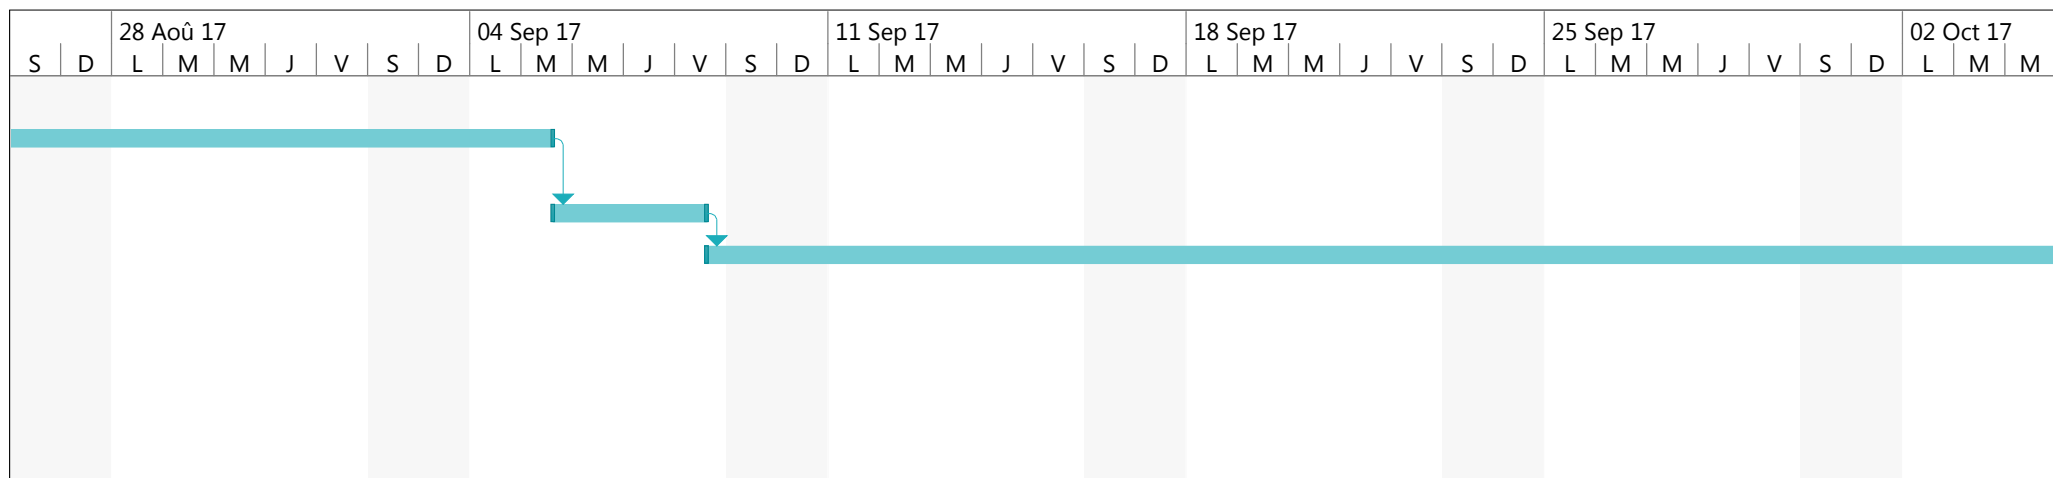 28 Aoû 17 04 Sep 17 11 Sep 17 18 Sep 17 25 Sep 17 02 Oct 17
S D L M M J V S D L M M J V S D L M M J V S D L M M J V S D L M M J V S D L M M